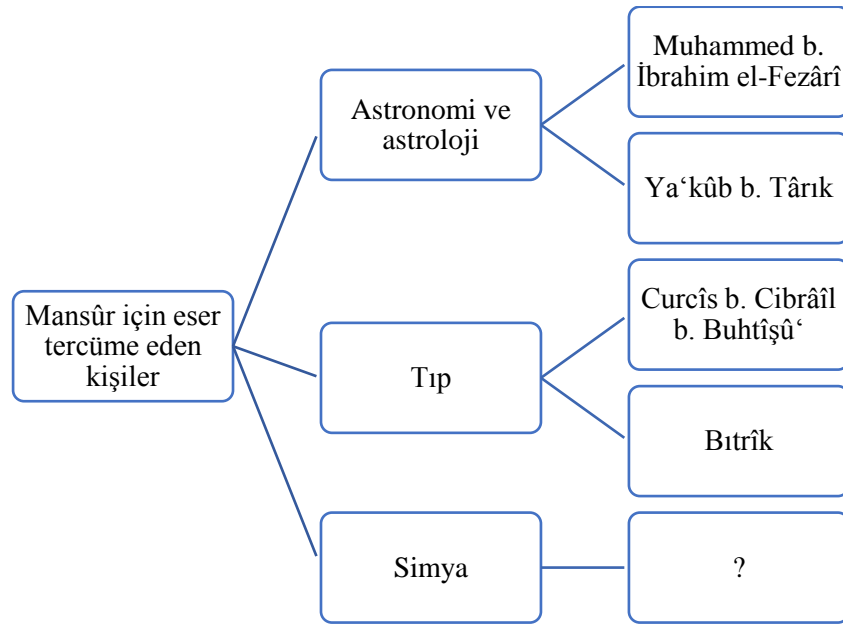 Mansûr için eser
tercüme eden
kişiler
Astronomi ve
astroloji
Muhammed b.
İbrahim el-Fezârî
Ya‘kûb b. Târık
Tıp
Curcîs b. Cibrâîl
b. Buhtîşû‘
Bıtrîk
Simya
?